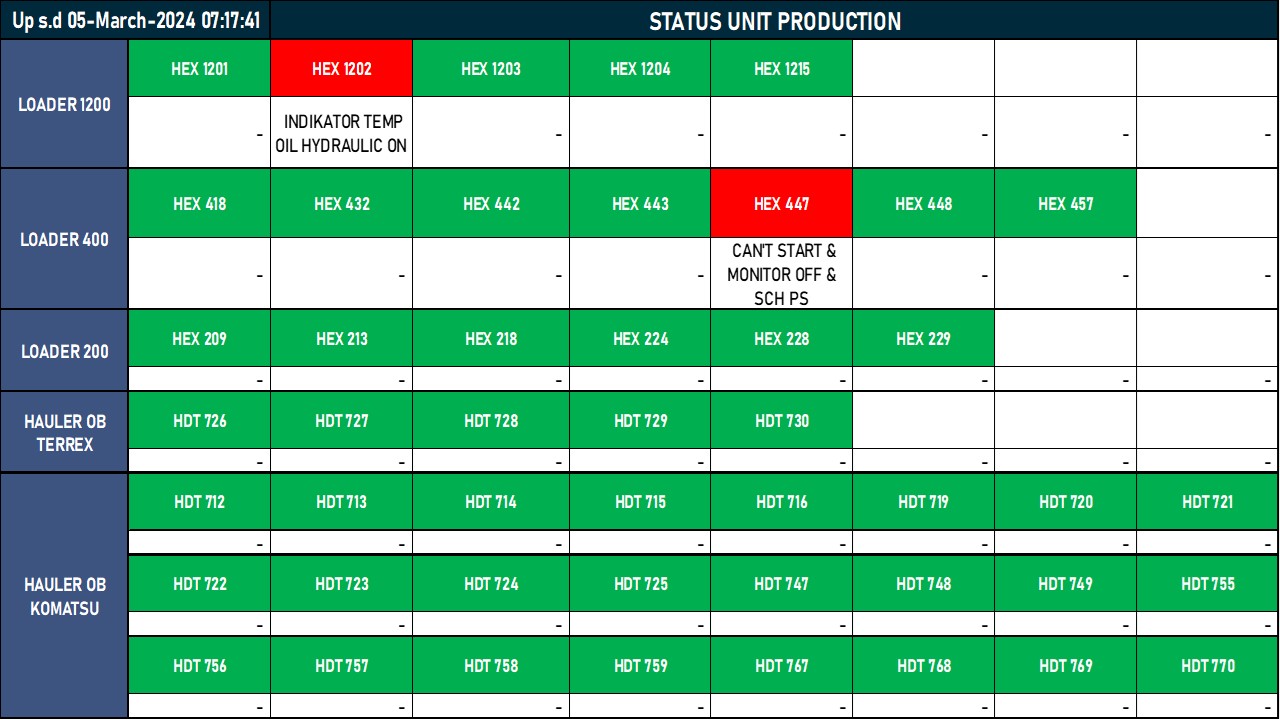 Up s.d 05-March-2024 07:17:41 STATUS UNIT PRODUCTION
LOADER 1200
HEX 1201 HEX 1202 HEX 1203 HEX 1204 HEX 1215
- INDIKATOR TEMP OIL HYDRAULIC ON - - - - - -
LOADER 400
HEX 418 HEX 432 HEX 442 HEX 443 HEX 447 HEX 448 HEX 457
- - - - CAN'T START & MONITOR OFF & SCH PS - - -
LOADER 200
HEX 209 HEX 213 HEX 218 HEX 224 HEX 228 HEX 229
- - - - - - - -
HAULER OB
TERREX
HDT 726 HDT 727 HDT 728 HDT 729 HDT 730
- - - - - - - -
HAULER OB
KOMATSU
HDT 712 HDT 713 HDT 714 HDT 715 HDT 716 HDT 719 HDT 720 HDT 721
- - - - - - - -
HDT 722 HDT 723 HDT 724 HDT 725 HDT 747 HDT 748 HDT 749 HDT 755
- - - - - - - -
HDT 756 HDT 757 HDT 758 HDT 759 HDT 767 HDT 768 HDT 769 HDT 770
- - - - - - - -